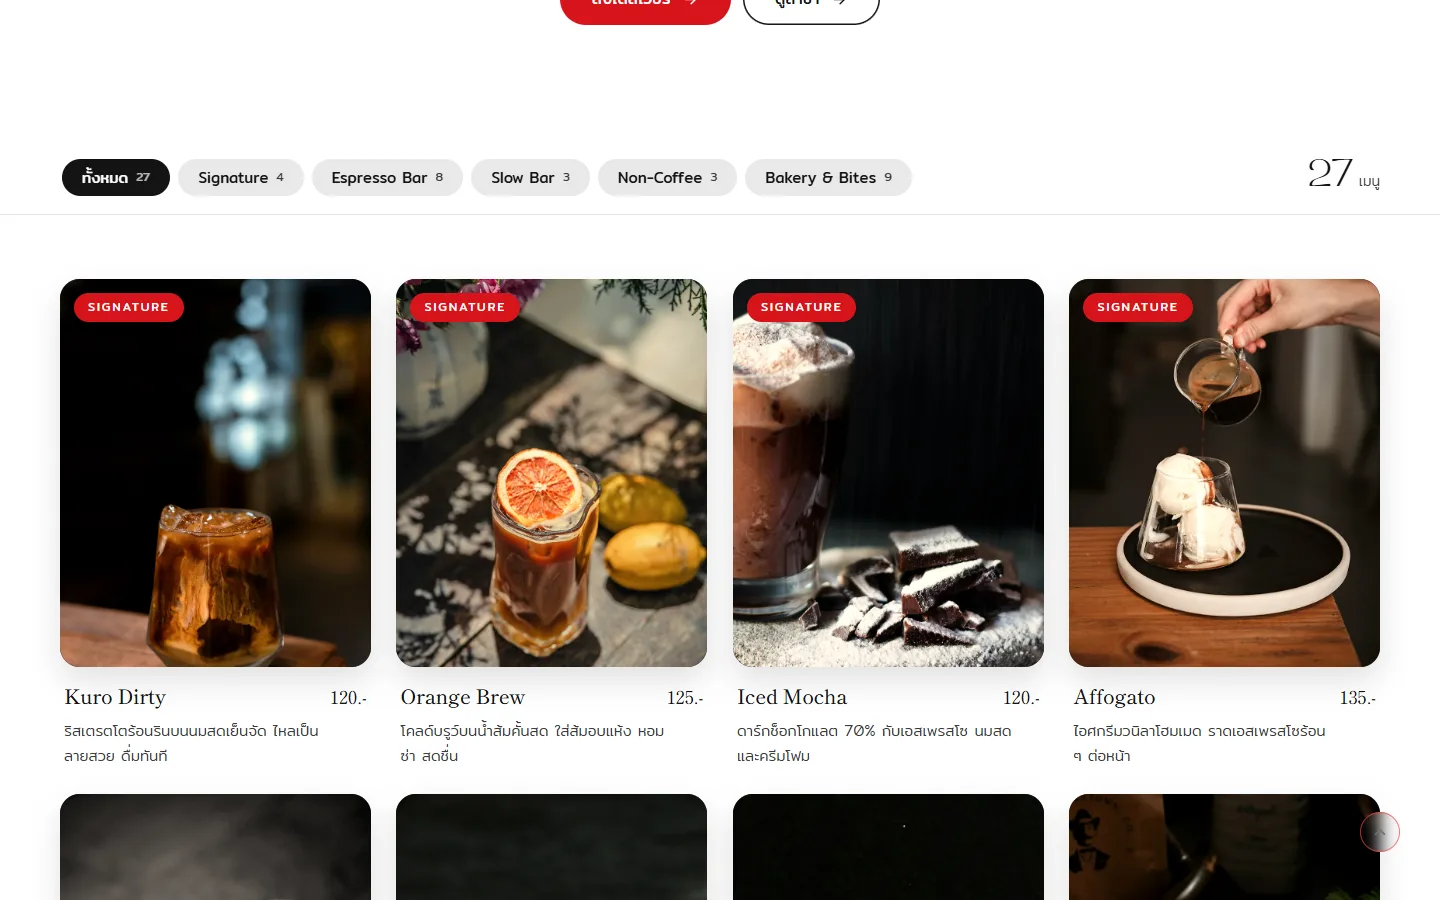 ทั้งหมด 27
Signature 4
Espresso Bar 8
Slow Bar 3
Non-Coffee 3
Bakery & Bites 9
27 เมนู
SIGNATURE
SIGNATURE
SIGNATURE
SIGNATURE
Kuro Dirty 120.-
ริสเตรตโตร้อนรินบนนมสดเย็นจัด ไหลเป็น
ลายสวย ดื่มทันที
Orange Brew 125.-
โคลด์บรูว์บนน้ำส้มคั้นสด ใส่ส้มอบแห้ง หอม
ซ่า สดชื่น
Iced Mocha 120.-
ดาร์กช็อกโกแลต 70% กับเอสเพรสโซ นมสด
และครีมโฟม
Affogato 135.-
ไอศกรีมวนิลาโฮมเมด ราดเอสเพรสโซร้อน
ๆ ต่อหน้า